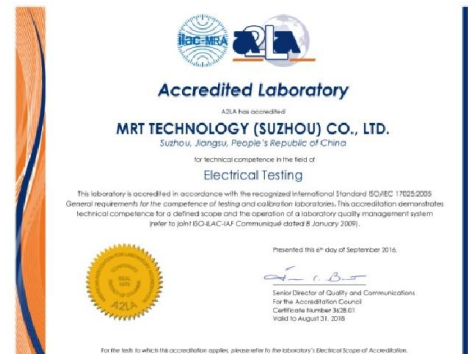 ilac-MRA
A2LA
Accredited Laboratory
A2LA has accredited
MRT TECHNOLOGY (SUZHOU) CO., LTD.
Suzhou, Jiangsu, People's Republic of China
for technical competence in the field of
Electrical Testing
This laboratory is accredited in accordance with the recognized International Standard ISO/IEC 17025:2005
General requirements for the competence of testing and calibration laboratories. This accreditation demonstrates
technical competence for a defined scope and the operation of a laboratory quality management system
(refer to joint ISO-ILAC-IAF Communiqué dated 8 January 2009).
Presented this 6th day of September 2016.
Senior Director of Quality and Communications
For the Accreditation Council
Certificate Number 3628.01
Valid to August 31, 2018
A2LA
For the tests to which this accreditation applies, please refer to the laboratory's Electrical Scope of Accreditation.